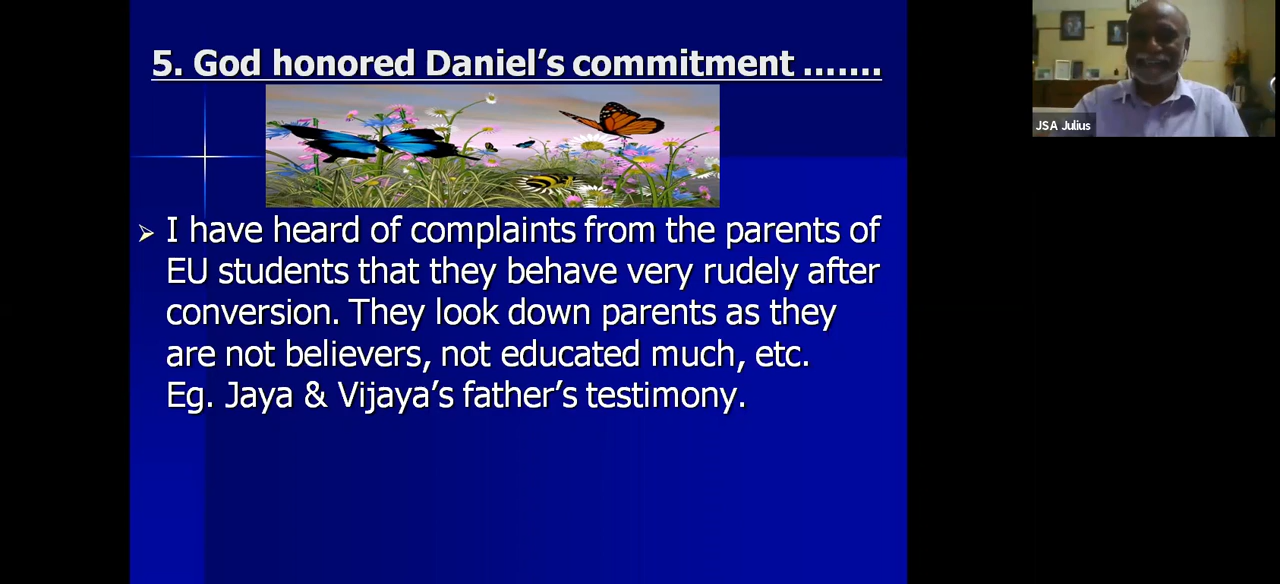 5. God honored Daniel’s commitment .......
➢ I have heard of complaints from the parents of
EU students that they behave very rudely after
conversion. They look down parents as they
are not believers, not educated much, etc.
Eg. Jaya & Vijaya’s father’s testimony.
JSA Julius